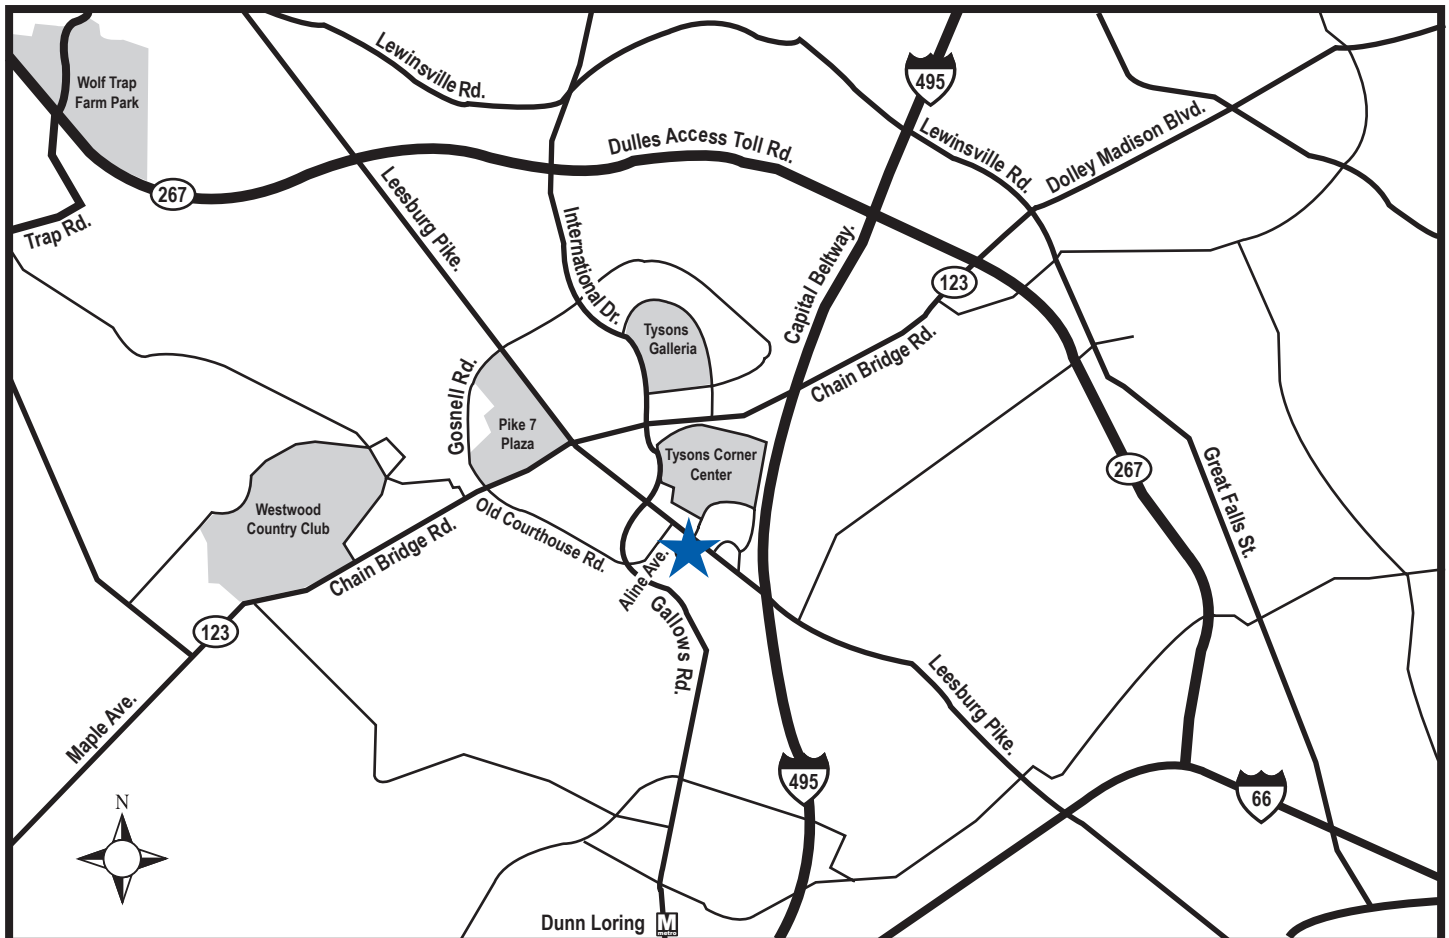 Lewinsville Rd.
495
Wolf Trap
Farm Park
Dulles Access Toll Rd.
Lewinsville Rd.
Dolley Madison Blvd.
267
Leesburg Pike.
Trap Rd.
International Dr.
Capital Beltway.
123
Tysons
Galleria
Chain Bridge Rd.
Gosnell Rd.
Pike 7
Plaza
Tysons Corner
Center
267
Great Falls St.
Westwood
Country Club
Old Courthouse Rd.
Chain Bridge Rd.
Aline Ave.
Gallows Rd.
123
Leesburg Pike.
Maple Ave.
495
66
N
Dunn Loring
M
metro